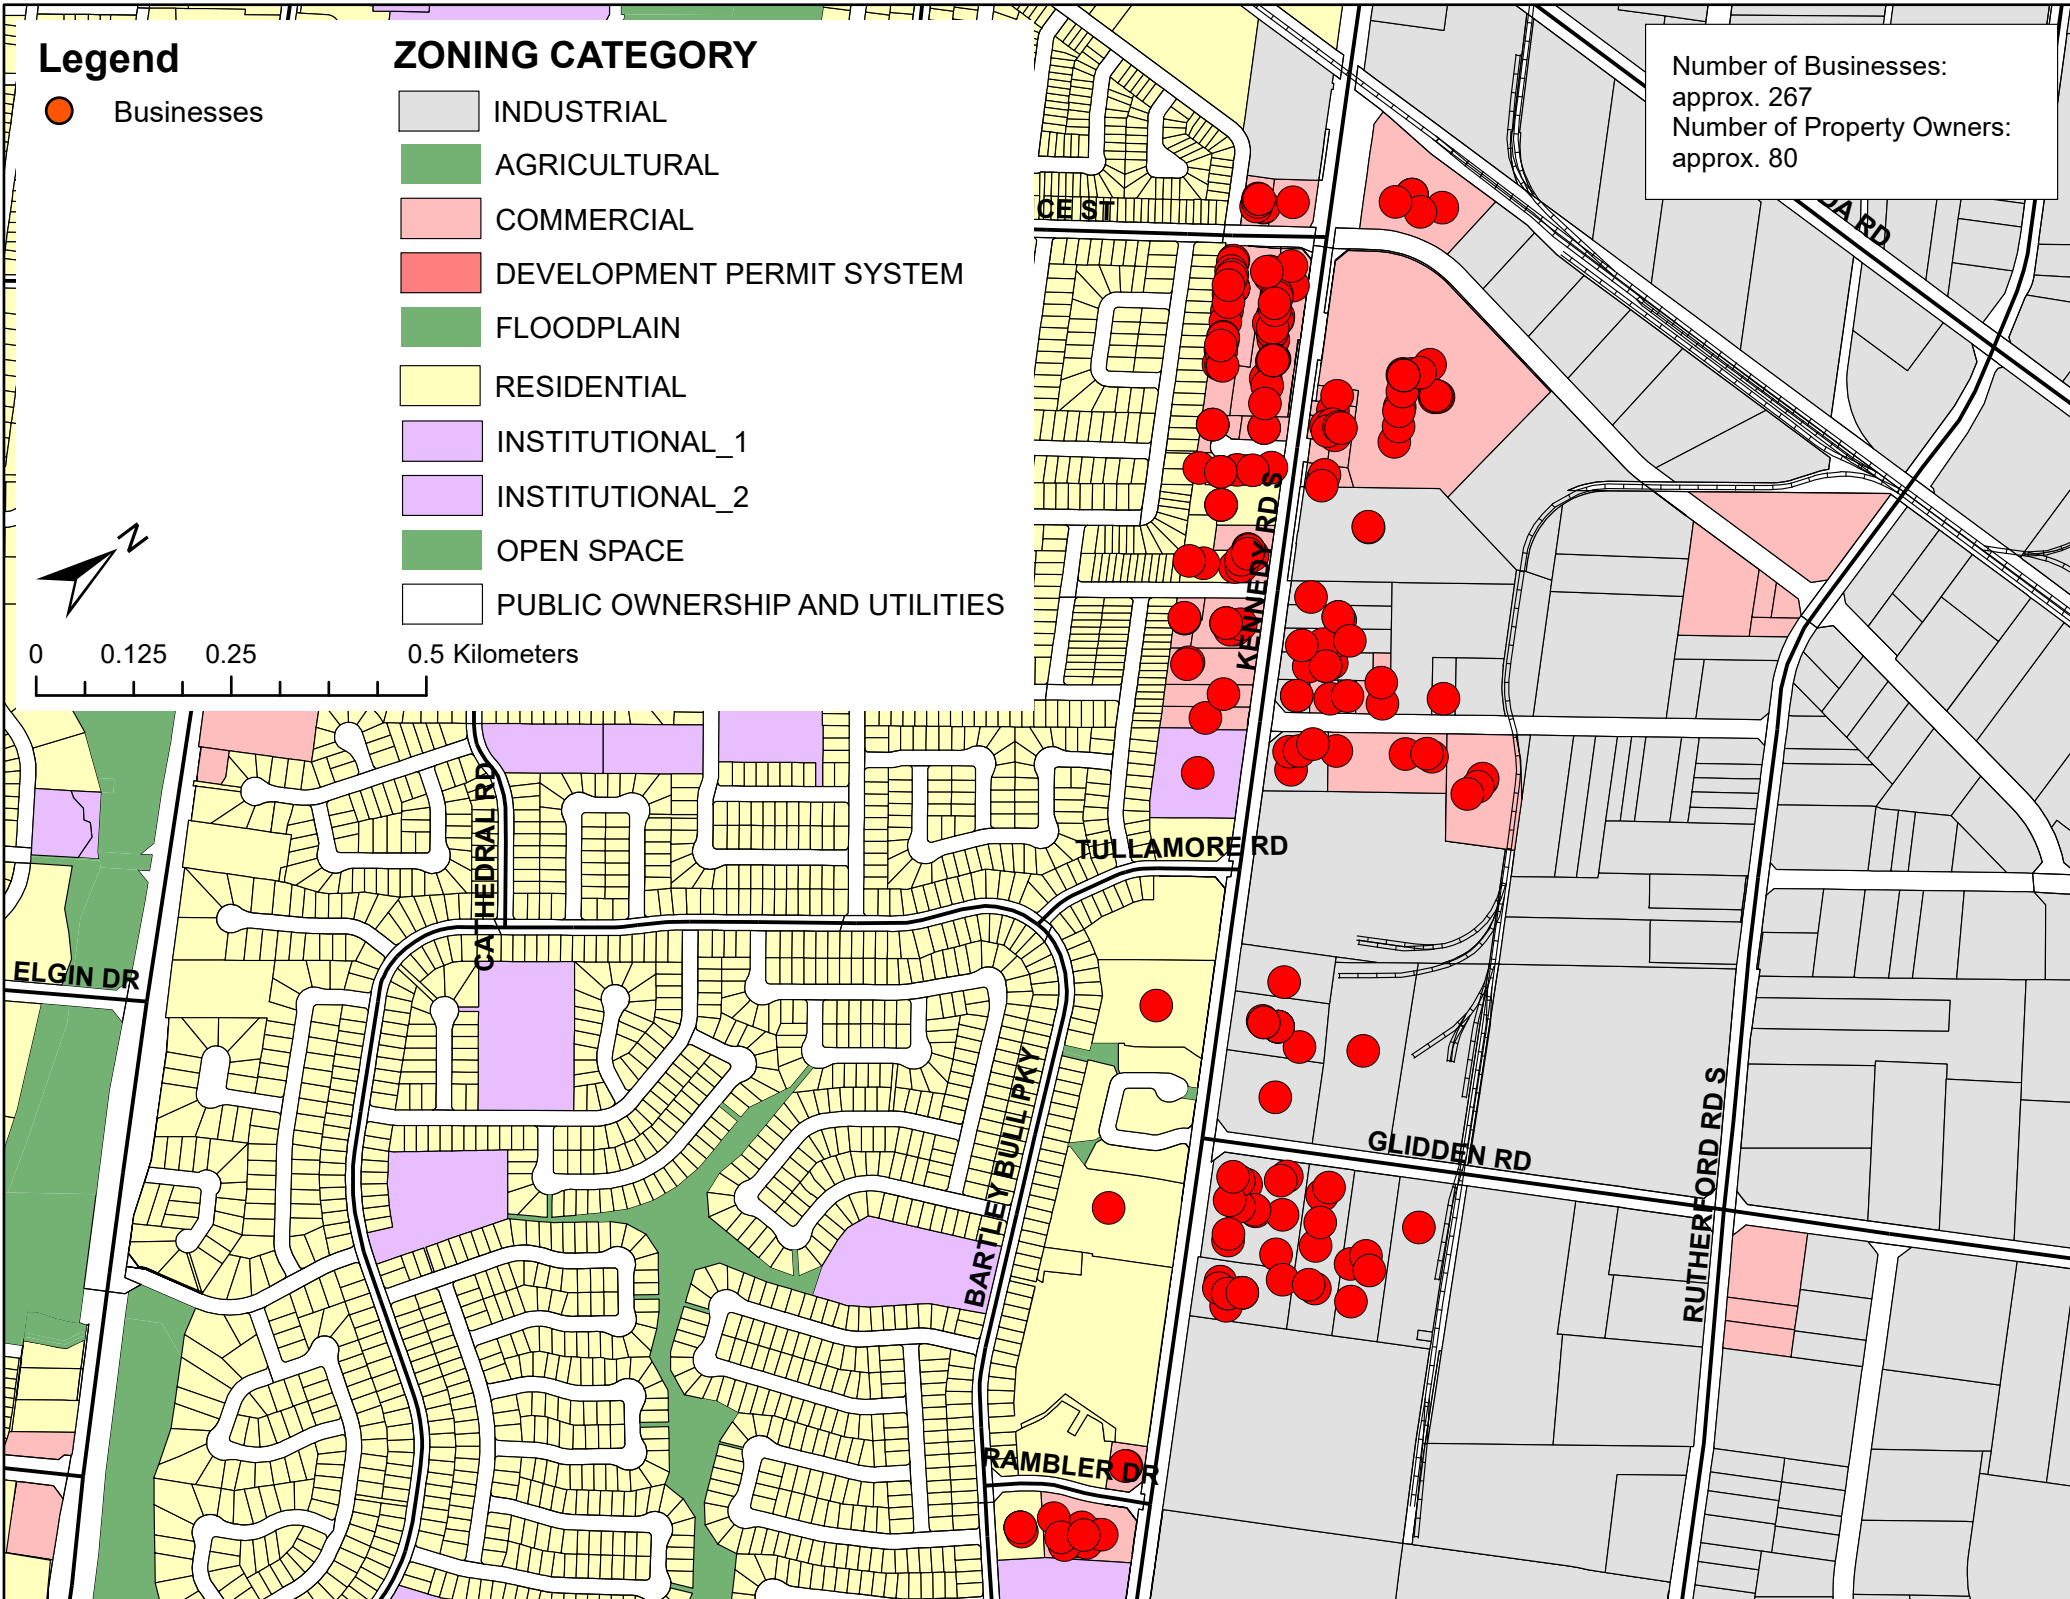 Legend
Businesses
ZONING CATEGORY
INDUSTRIAL
AGRICULTURAL
COMMERCIAL
DEVELOPMENT PERMIT SYSTEM
FLOODPLAIN
RESIDENTIAL
INSTITUTIONAL_1
INSTITUTIONAL_2
OPEN SPACE
PUBLIC OWNERSHIP AND UTILITIES
N
0 0.125 0.25 0.5 Kilometers
Number of Businesses:
approx. 267
Number of Property Owners:
approx. 80
CE ST
DA RD
KENNEDY RD S
TULLAMORE RD
CATHEDRAL RD
ELGIN DR
BARTLEY BULL PKY
GLIDDEN RD
RUTHERFORD RD S
RAMBLER DR